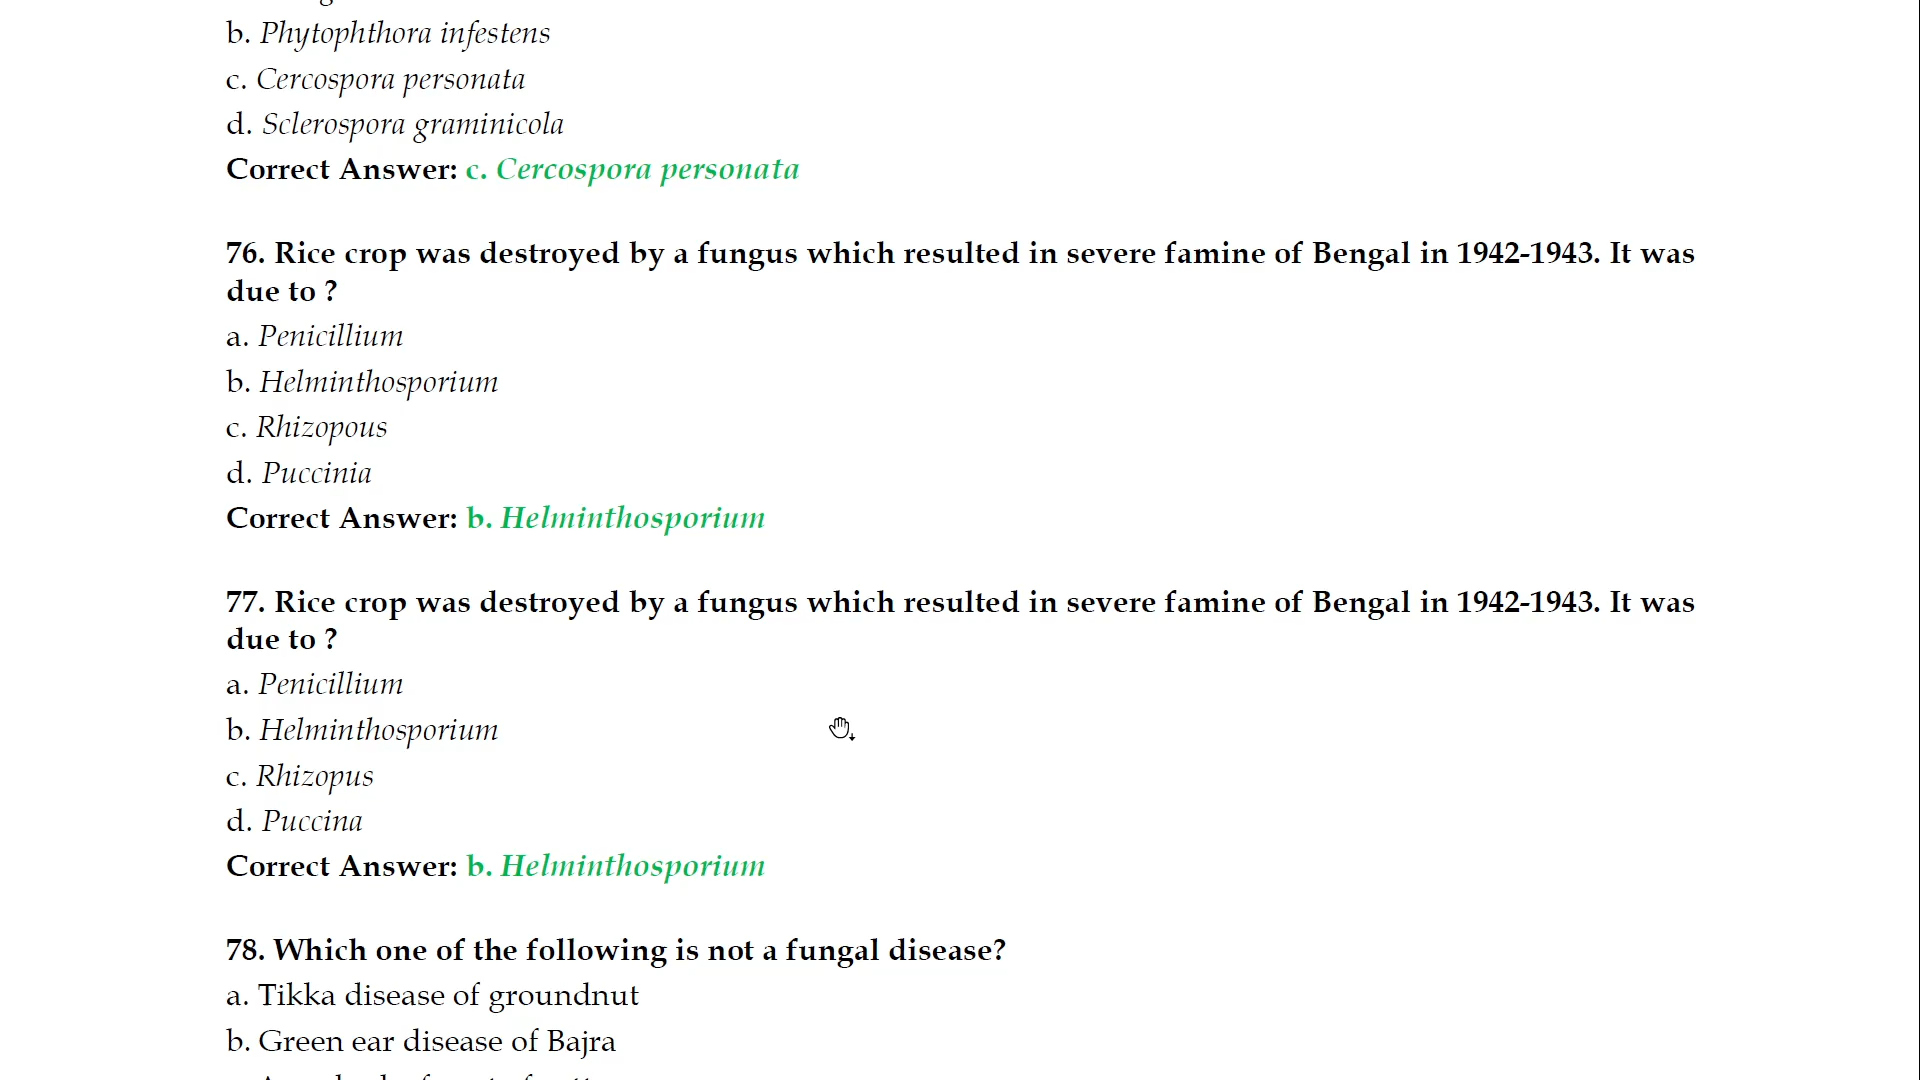 b. Phytophthora infestens
c. Cercospora personata
d. Sclerospora graminicola
Correct Answer: c. Cercospora personata
76. Rice crop was destroyed by a fungus which resulted in severe famine of Bengal in 1942-1943. It was
due to ?
a. Penicillium
b. Helminthosporium
c. Rhizopous
d. Puccinia
Correct Answer: b. Helminthosporium
77. Rice crop was destroyed by a fungus which resulted in severe famine of Bengal in 1942-1943. It was
due to ?
a. Penicillium
b. Helminthosporium
c. Rhizopus
d. Puccina
Correct Answer: b. Helminthosporium
78. Which one of the following is not a fungal disease?
a. Tikka disease of groundnut
b. Green ear disease of Bajra